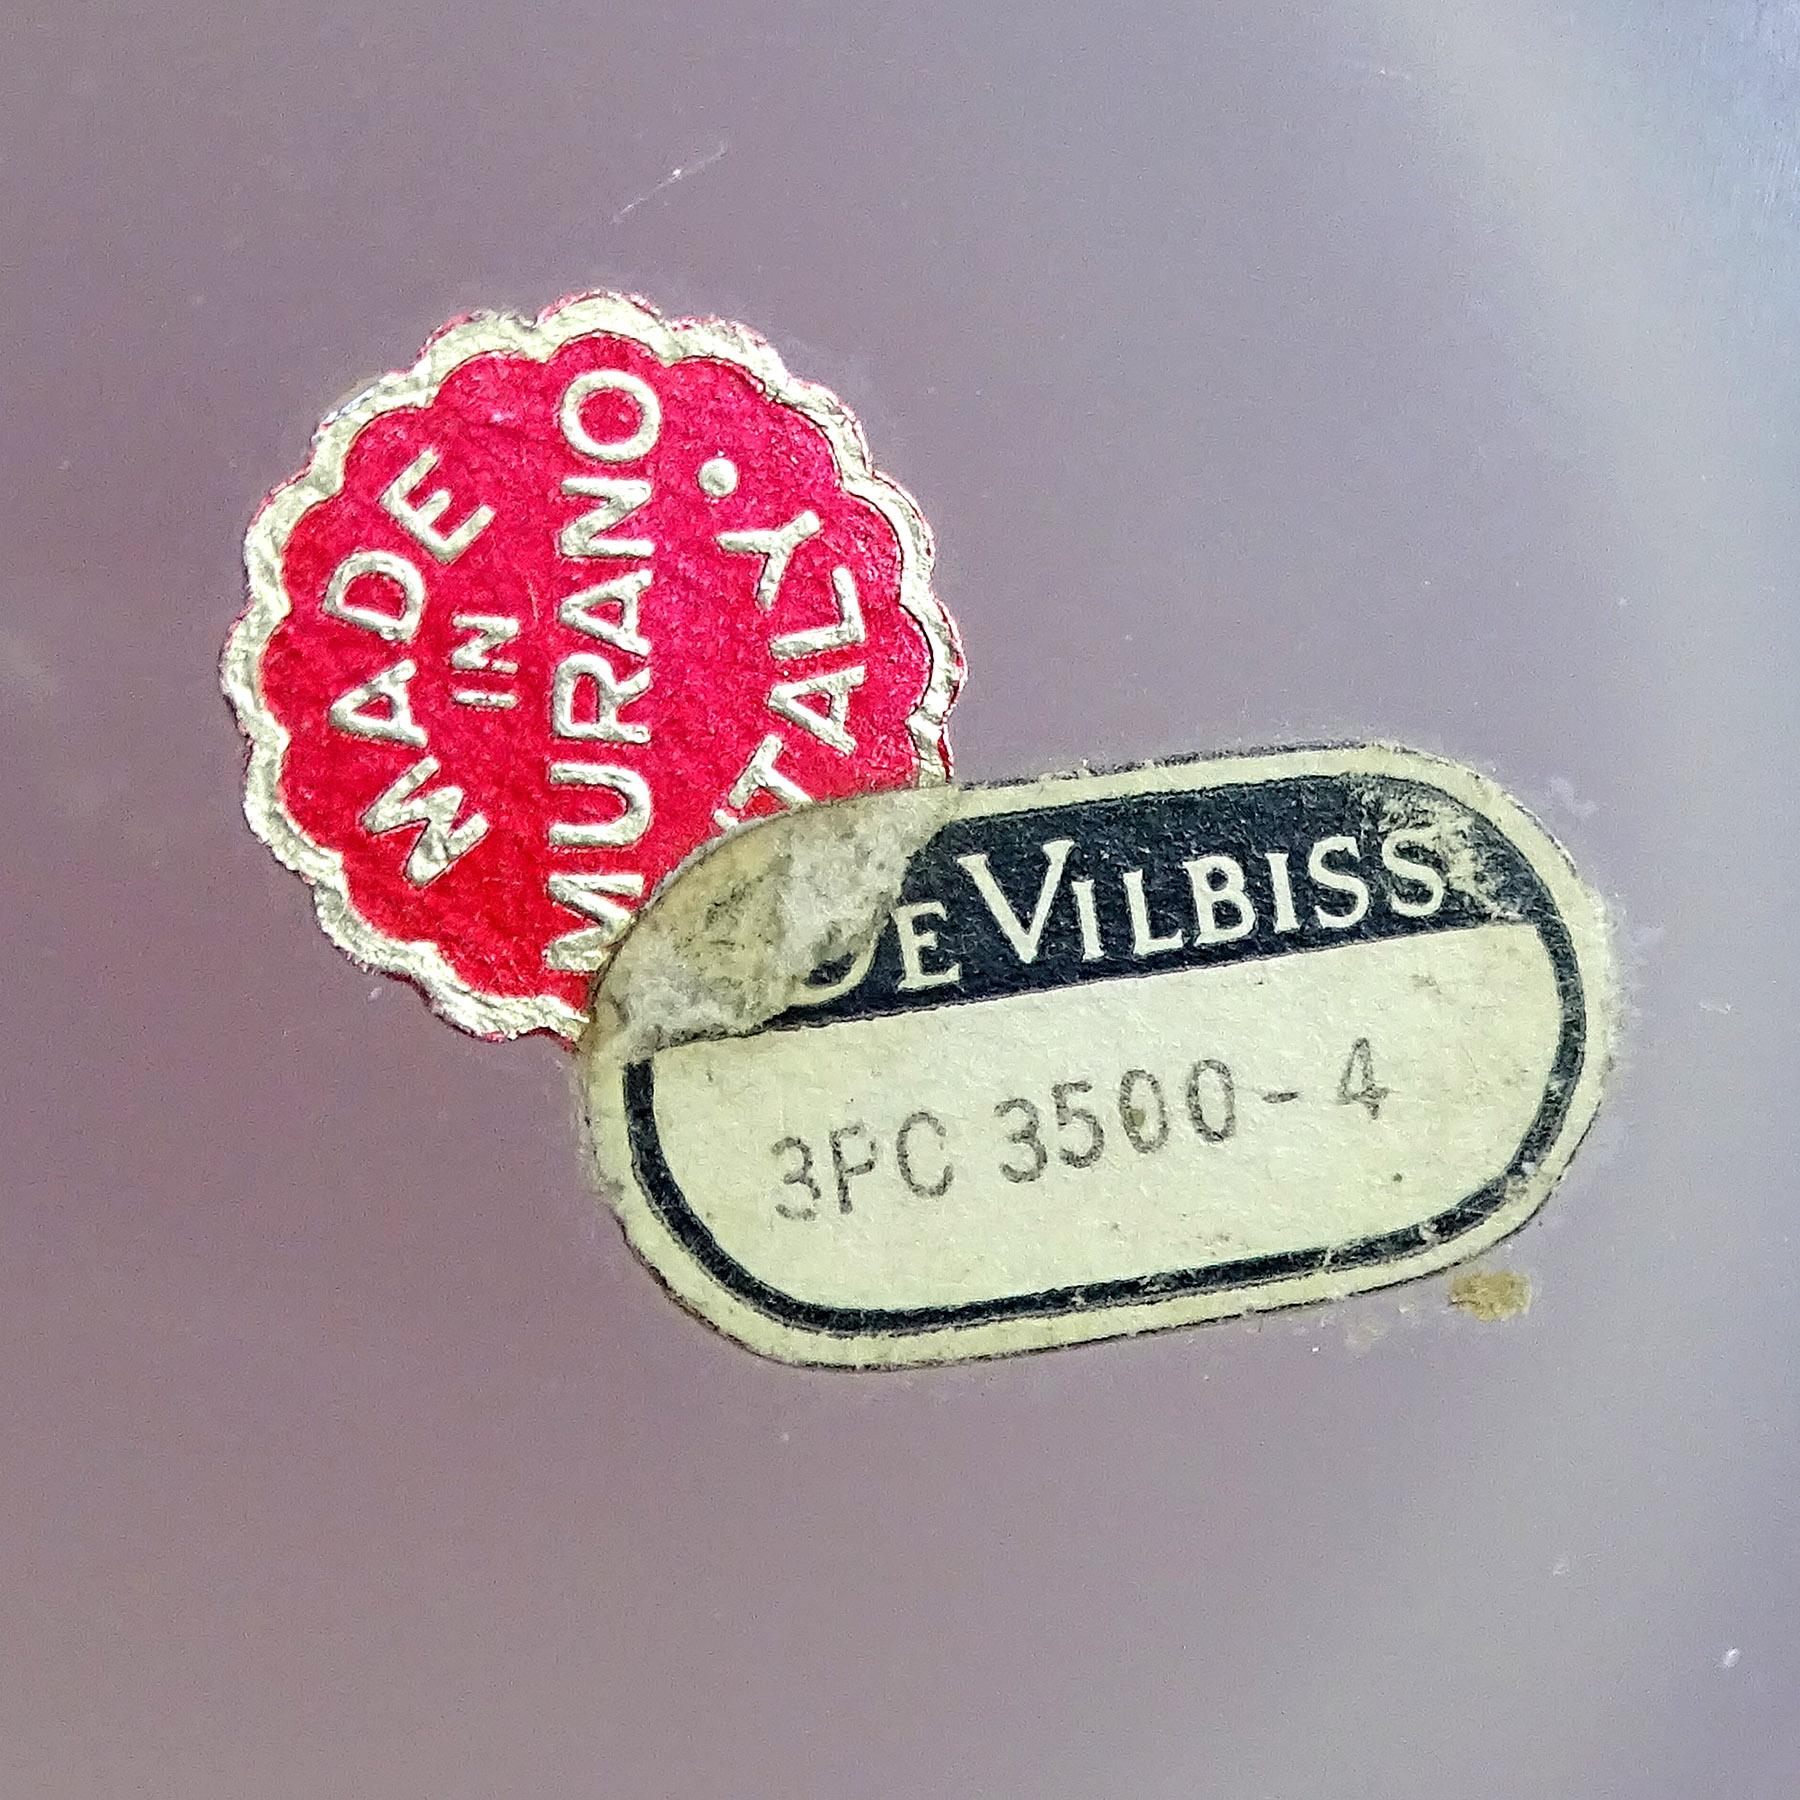 MADE
IN
MURANO
ITALY.
DEVILBISS
3PC 3500-4